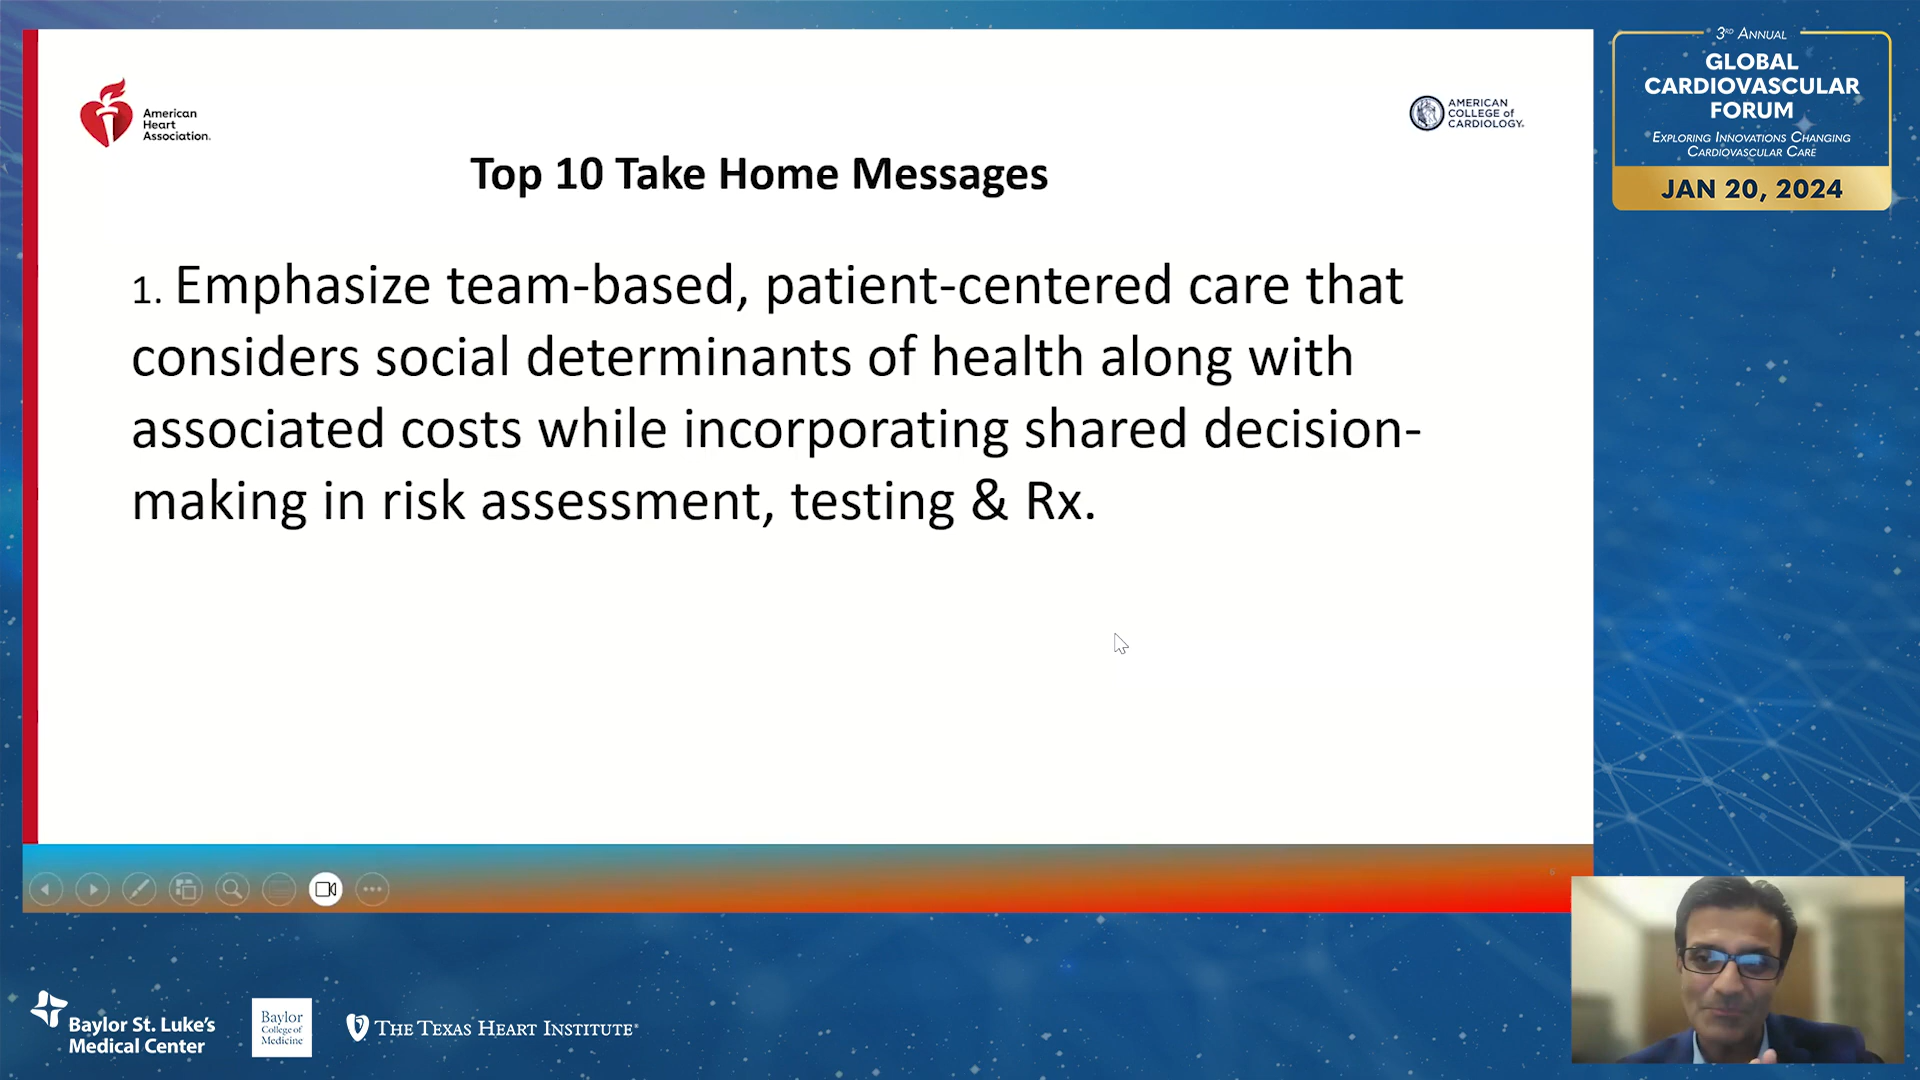 American
Heart
Association.
AMERICAN
COLLEGE of
CARDIOLOGY
Top 10 Take Home Messages
1. Emphasize team-based, patient-centered care that
considers social determinants of health along with
associated costs while incorporating shared decision-
making in risk assessment, testing & Rx.
6
3RD ANNUAL
GLOBAL
CARDIOVASCULAR
FORUM
EXPLORING INNOVATIONS CHANGING
CARDIOVASCULAR CARE
JAN 20, 2024
Baylor St. Luke's
Medical Center
Baylor
College of
Medicine
THE TEXAS HEART INSTITUTE®